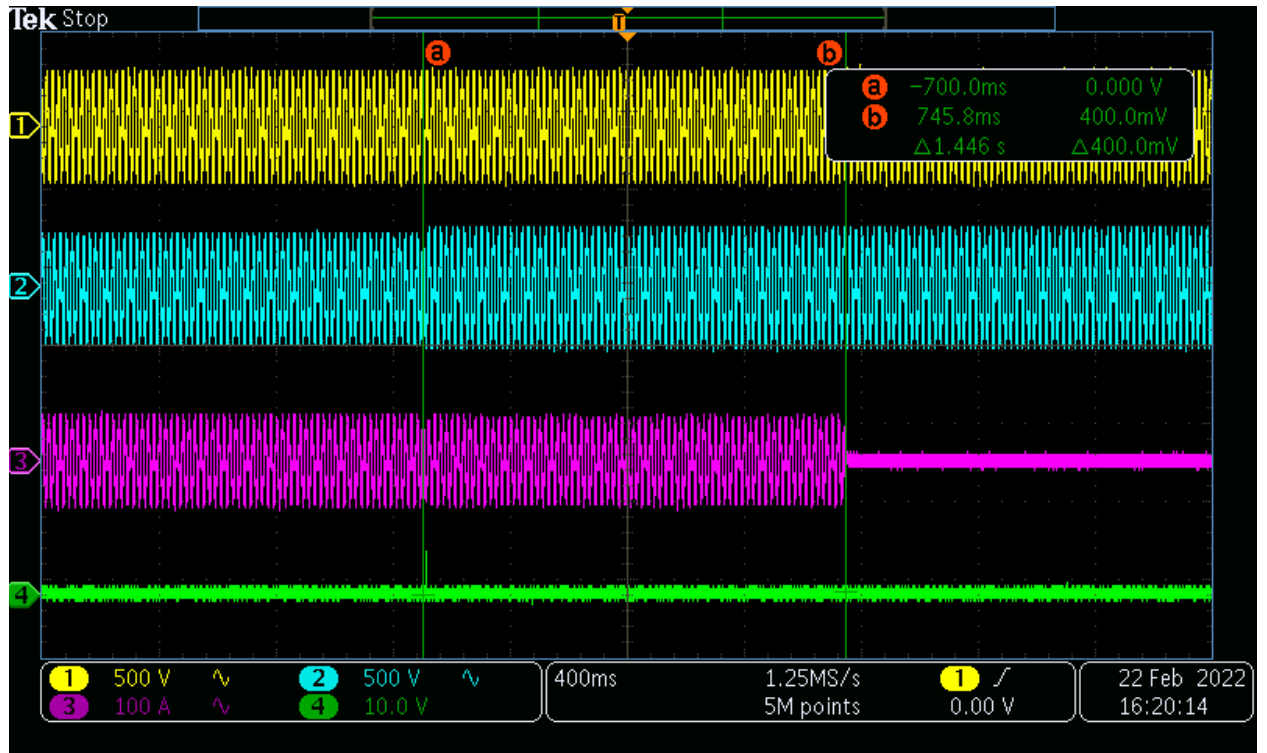 Tek Stop
T
a b
a -700.0ms 0.000 V
b 745.8ms 400.0mV
△1.446 s △400.0mV
1
2
3
4
1 500 V 2 500 V 400ms 1.25MS/s 1 22 Feb 2022
3 100 A 4 10.0 V 5M points 0.00 V 16:20:14